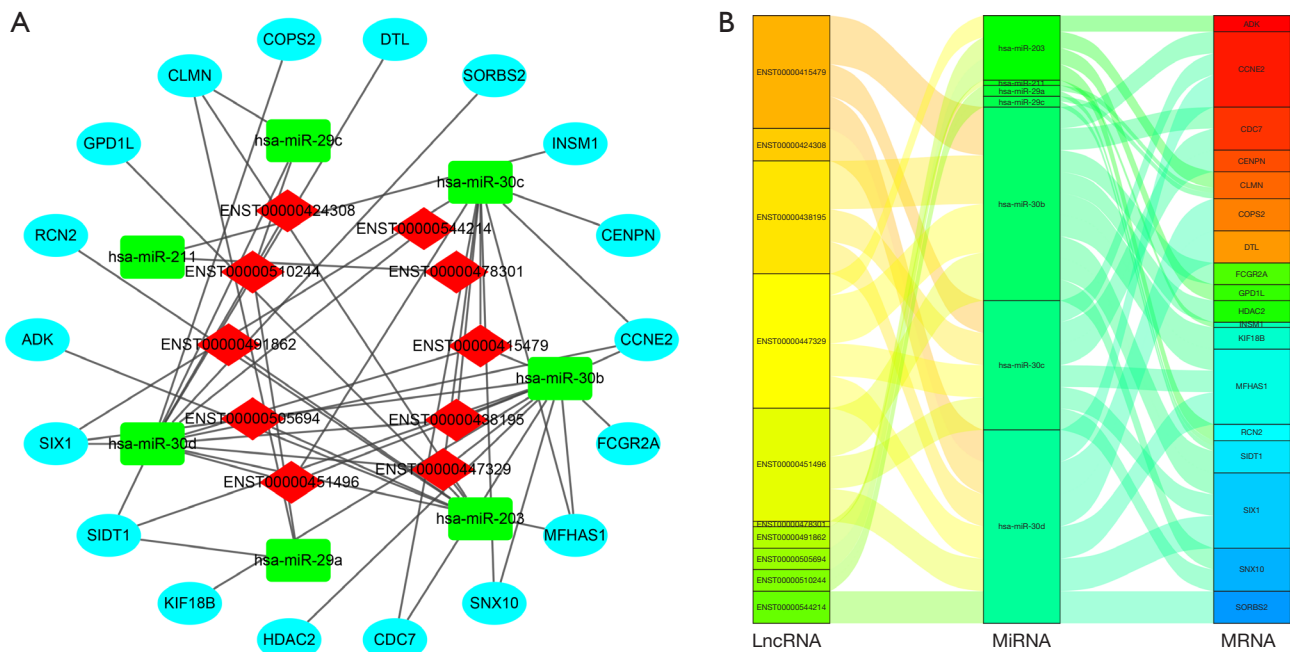 A
COPS2
DTL
CLMN
SORBS2
GPD1L
hsa-miR-29c
INSM1
hsa-miR-30c
ENST00000424308
ENST00000544214
RCN2
CENPN
hsa-miR-211
ENST00000510244
ENST00000478301
ADK
ENST00000491862
ENST00000415479
CCNE2
hsa-miR-30b
ENST00000505694
ENST00000438195
SIX1
hsa-miR-30d
FCGR2A
ENST00000447329
ENST00000451496
hsa-miR-203
SIDT1
MFHAS1
hsa-miR-29a
KIF18B
SNX10
HDAC2
CDC7
B
ENST00000415479
ENST00000424308
ENST00000438195
ENST00000447329
ENST00000451496
ENST00000478301
ENST00000491862
ENST00000505694
ENST00000510244
ENST00000544214
LncRNA
hsa-miR-203
hsa-miR-211
hsa-miR-29a
hsa-miR-29c
hsa-miR-30b
hsa-miR-30c
hsa-miR-30d
MiRNA
ADK
CCNE2
CDC7
CENPN
CLMN
COPS2
DTL
FCGR2A
GPD1L
HDAC2
INSM1
KIF18B
MFHAS1
RCN2
SIDT1
SIX1
SNX10
SORBS2
MRNA